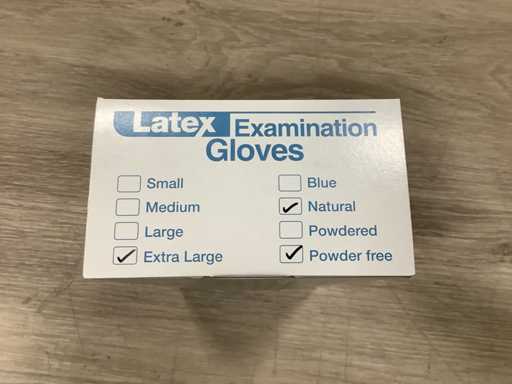 Latex Examination
Gloves
Small
Medium
Large
Extra Large
Blue
Natural
Powdered
Powder free